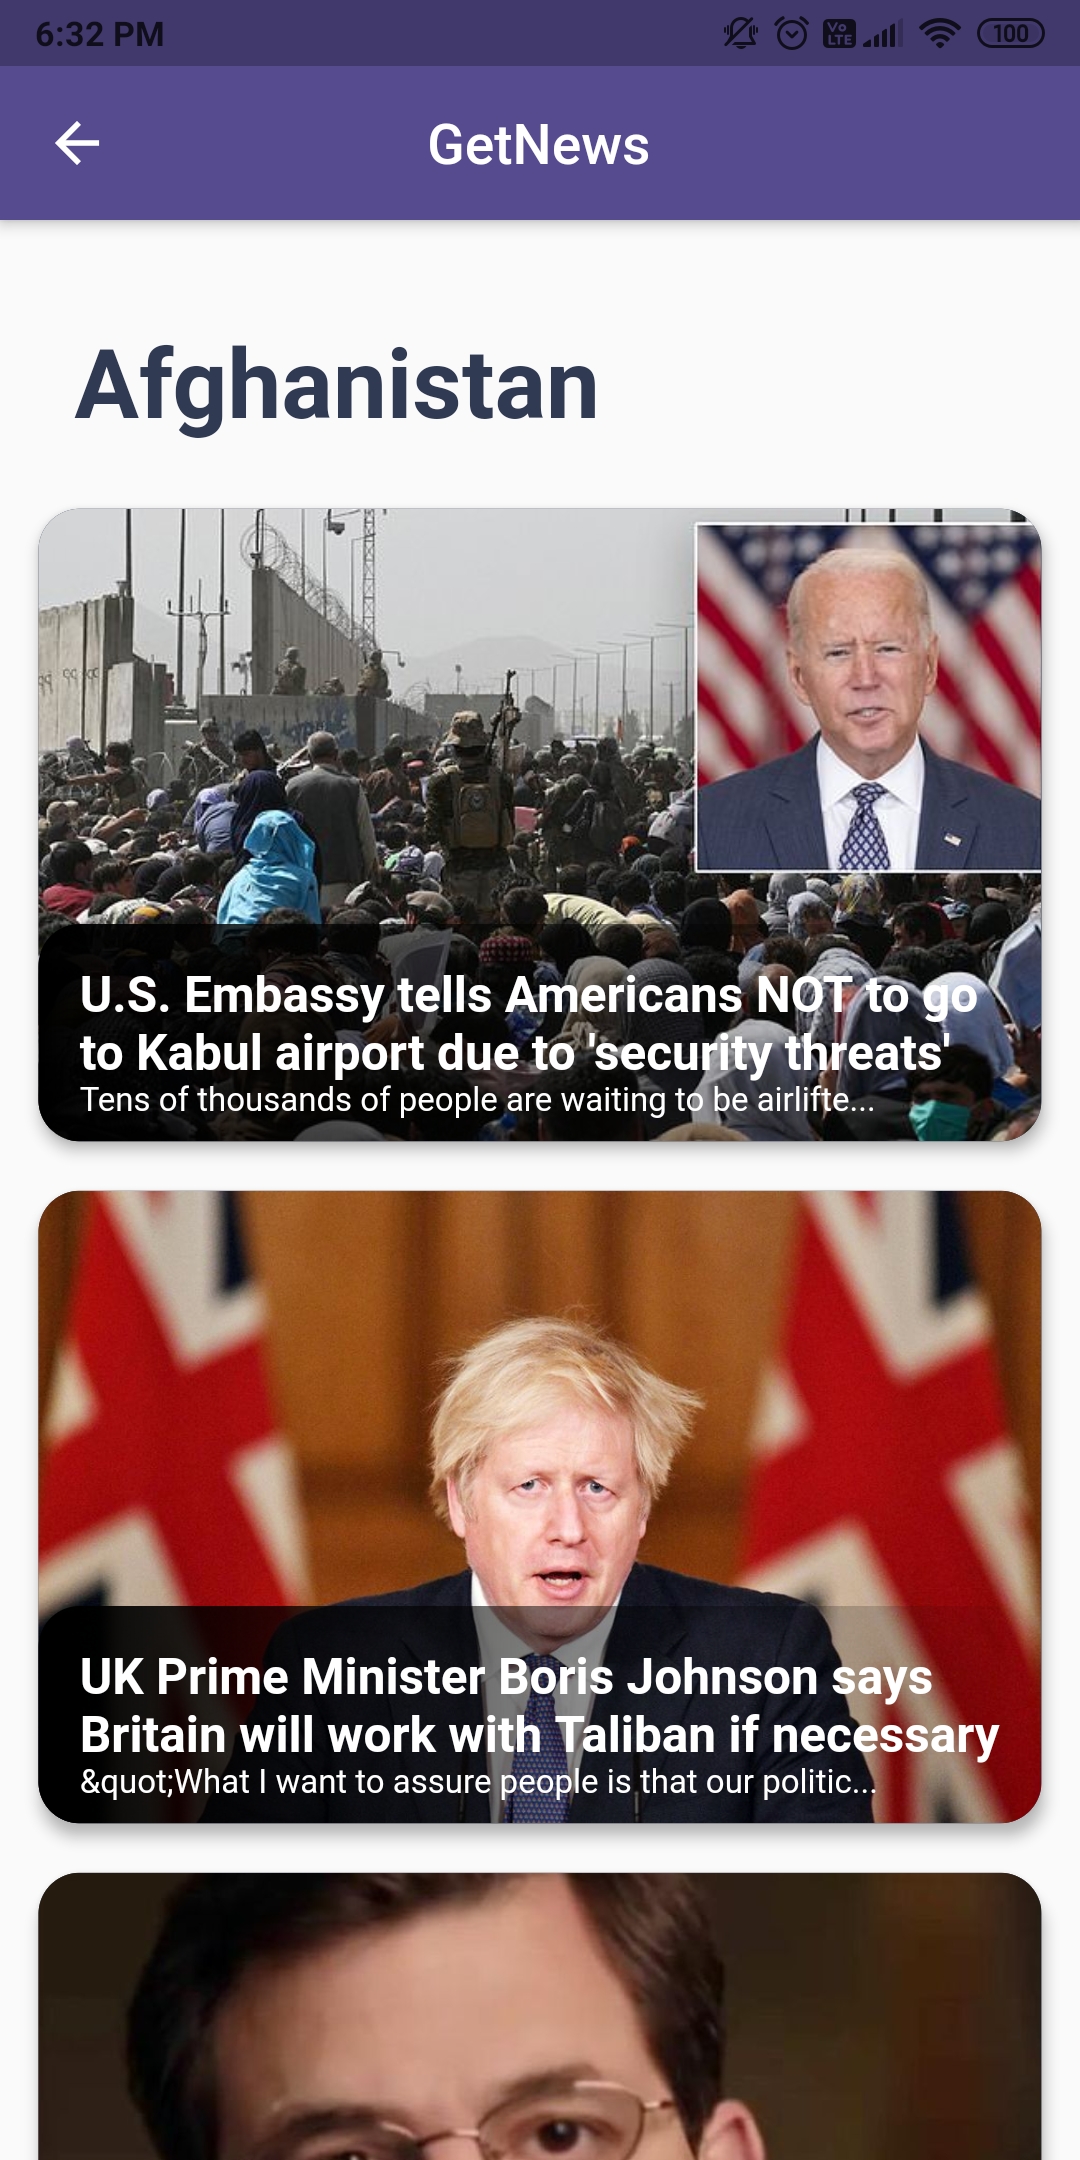 6:32 PM
Vo
LTE
100
GetNews
Afghanistan
U.S. Embassy tells Americans NOT to go
to Kabul airport due to 'security threats'
Tens of thousands of people are waiting to be airlifte...
UK Prime Minister Boris Johnson says
Britain will work with Taliban if necessary
&quot;What I want to assure people is that our politic...